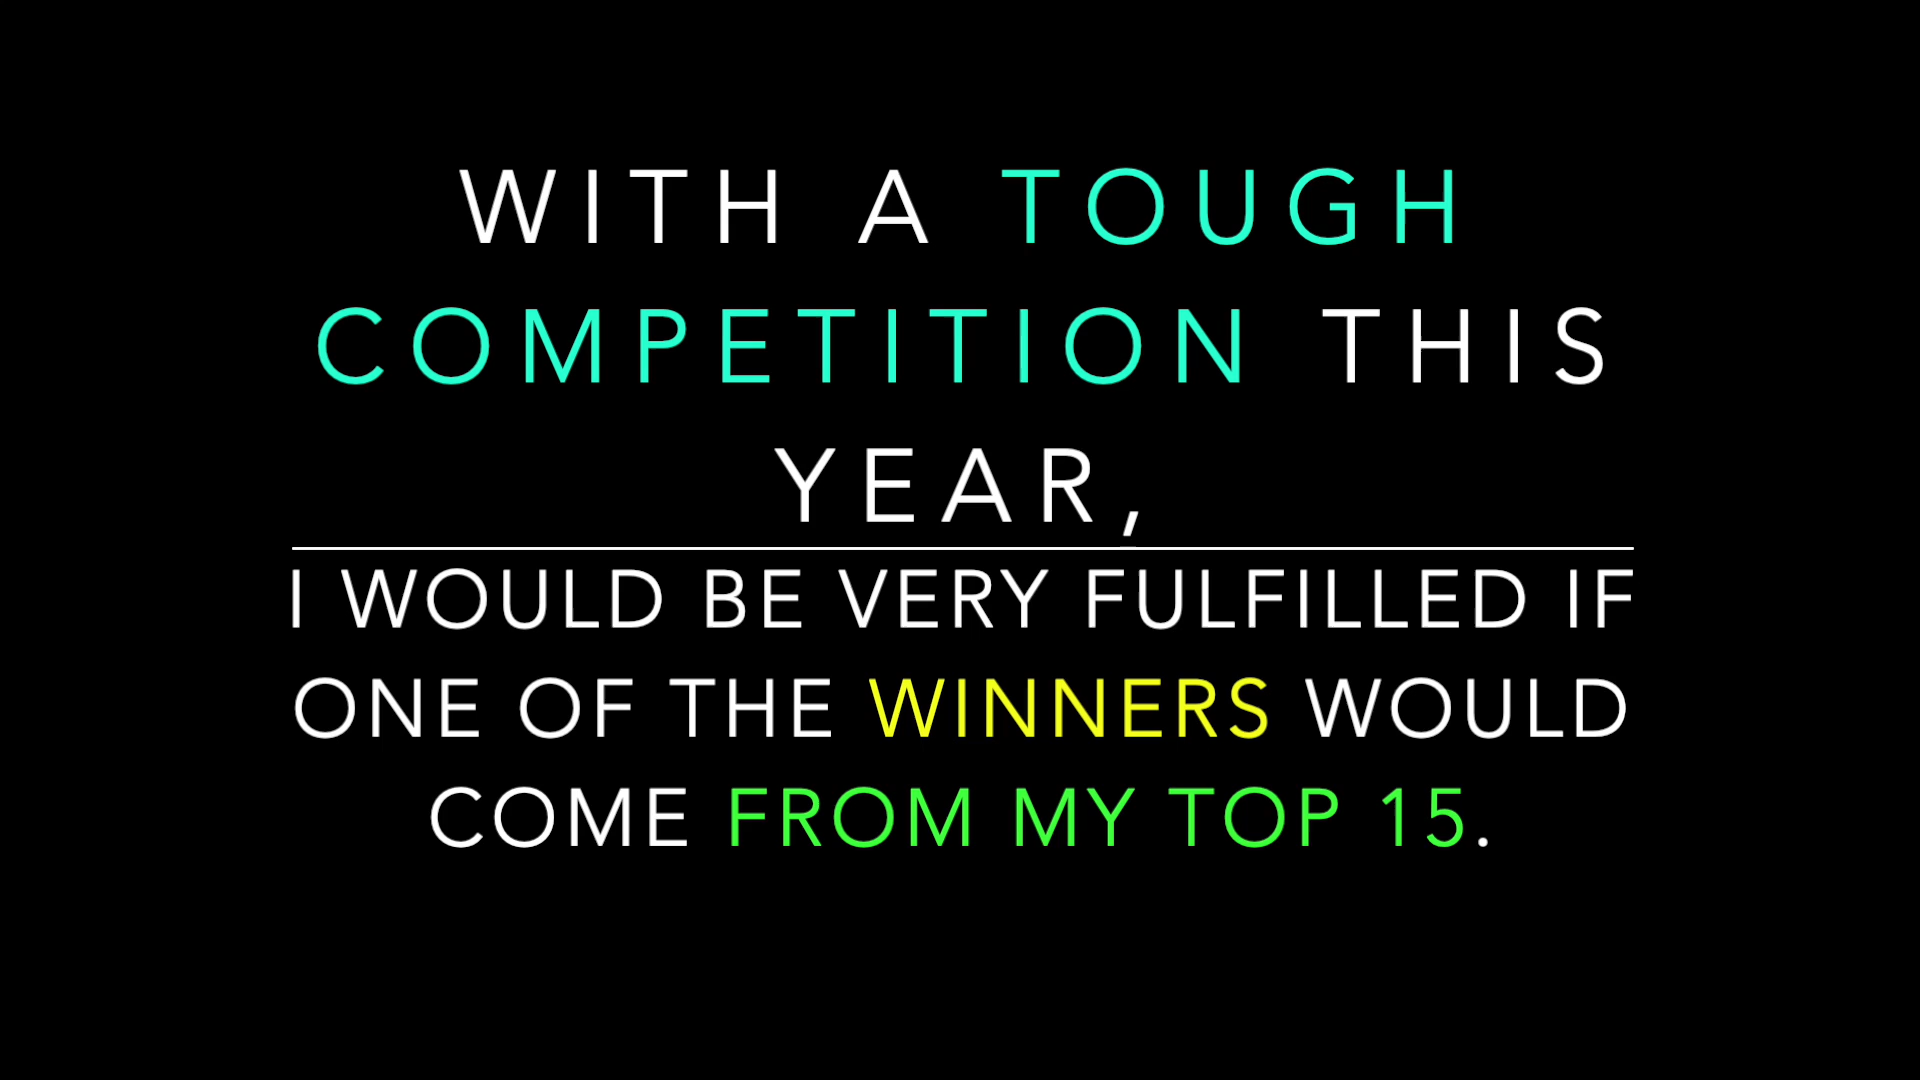 WITH A TOUGH
COMPETITION THIS
YEAR,
I WOULD BE VERY FULFILLED IF
ONE OF THE WINNERS WOULD
COME FROM MY TOP 15.